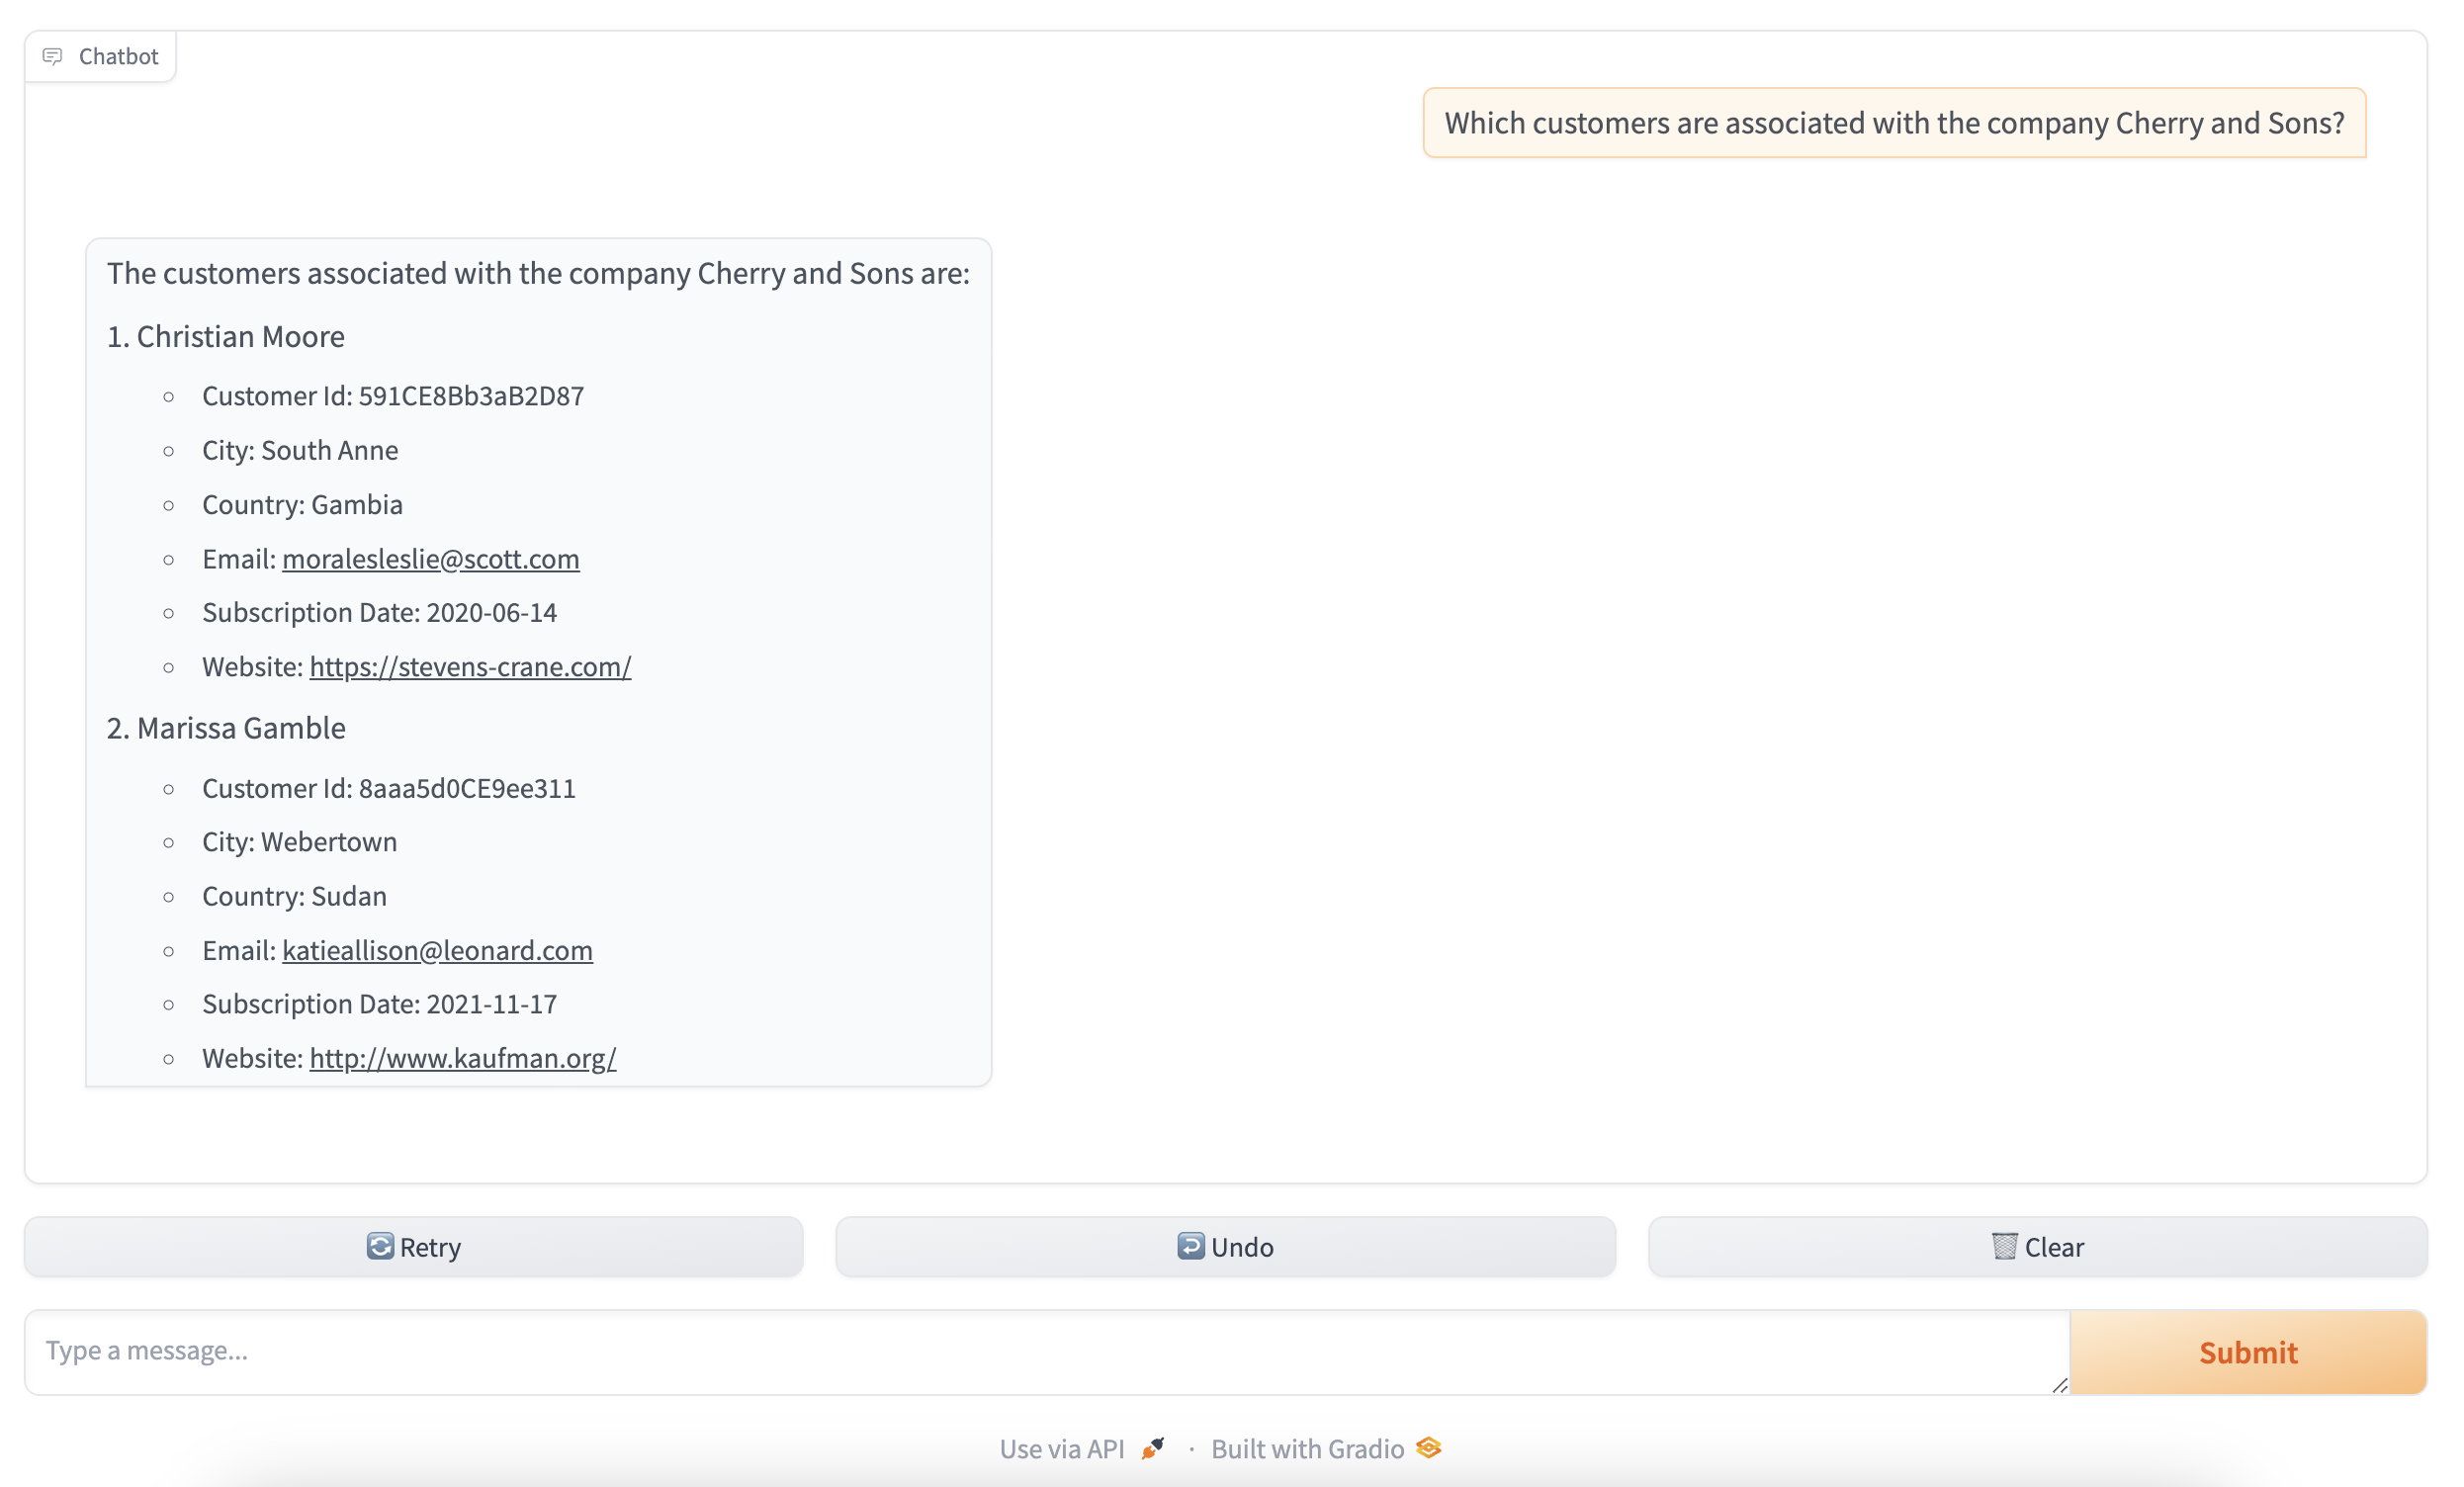 Chatbot
Which customers are associated with the company Cherry and Sons?
The customers associated with the company Cherry and Sons are:
1. Christian Moore
Customer Id: 591CE8Bb3aB2D87
City: South Anne
Country: Gambia
Email: moralesleslie@scott.com
Subscription Date: 2020-06-14
Website: https://stevens-crane.com/
2. Marissa Gamble
Customer Id: 8aaa5d0CE9ee311
City: Webertown
Country: Sudan
Email: katieallison@leonard.com
Subscription Date: 2021-11-17
Website: http://www.kaufman.org/
Retry
Undo
Clear
Type a message...
Submit
Use via API · Built with Gradio